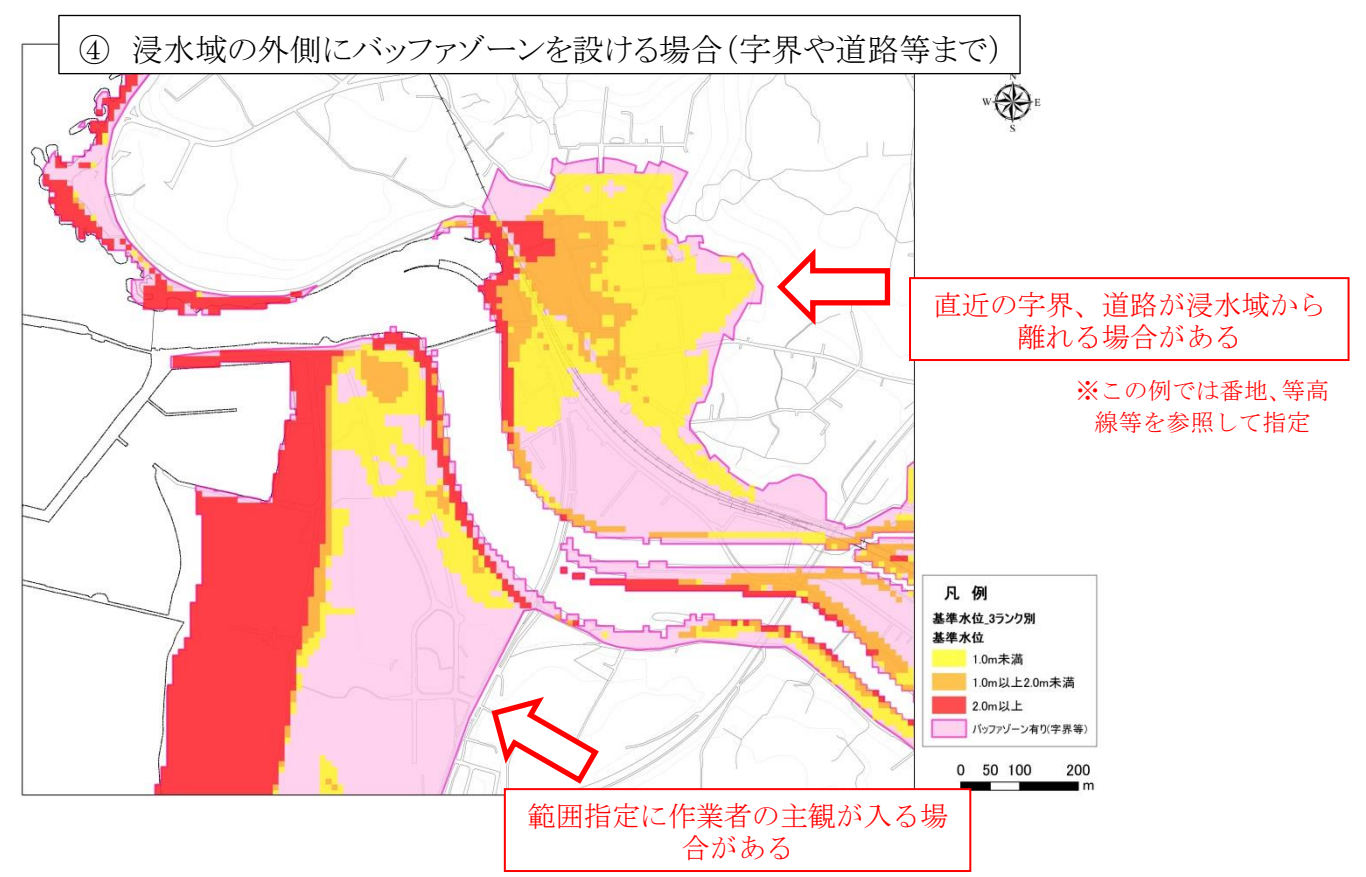 ④ 浸水域の外側にバッファゾーンを設ける場合(字界や道路等まで)
N
W E
S
直近の字界、道路が浸水域から
離れる場合がある
※この例では番地、等高
線等を参照して指定
凡 例
基準水位_3ランク別
基準水位
1.0m未満
1.0m以上2.0m未満
2.0m以上
バッファゾーン有り(字界等)
0 50 100 200
m
範囲指定に作業者の主観が入る場
合がある